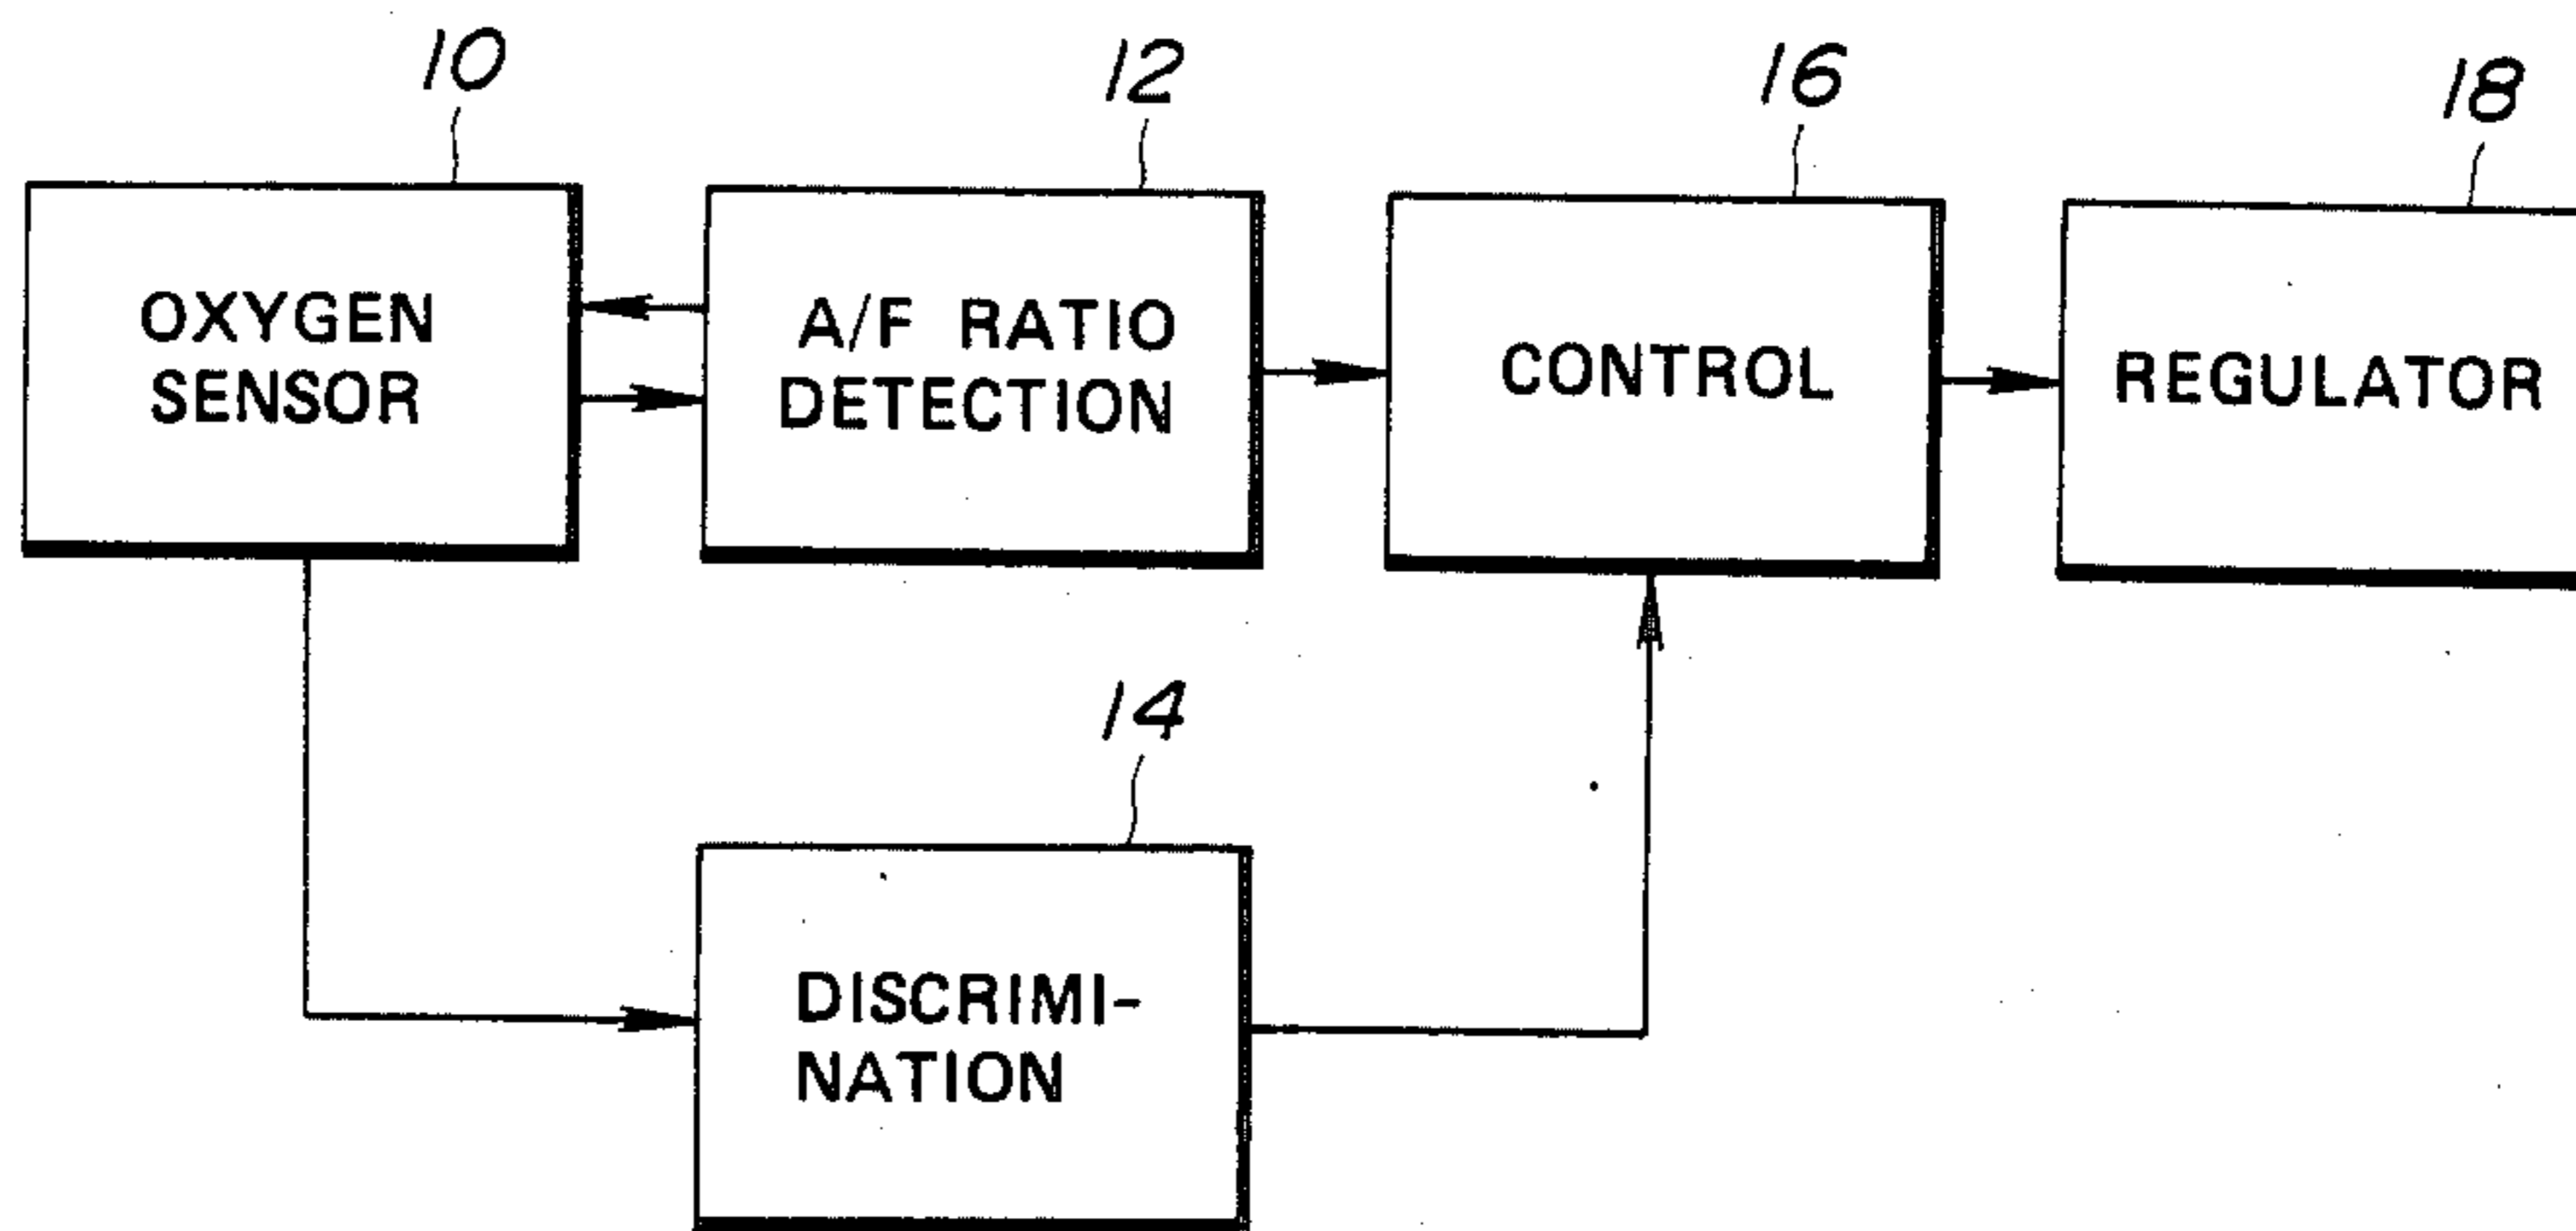 10
12
16
18
OXYGEN
SENSOR
A/F RATIO
DETECTION
CONTROL
REGULATOR
14
DISCRIMI-
NATION